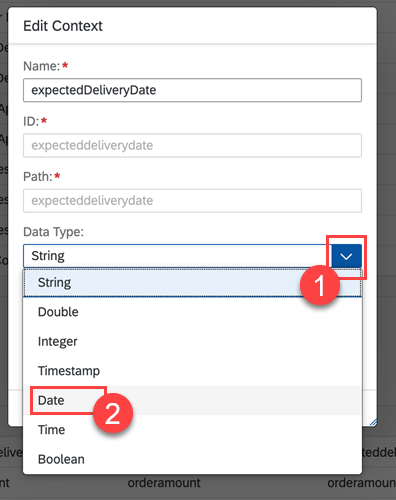 Edit Context
Name:*
expectedDeliveryDate
ID:*
expecteddeliverydate
Path:*
expecteddeliverydate
Data Type:
String
1
String
Double
Integer
Timestamp
Date
2
Time
Boolean
orderamount
orderamount